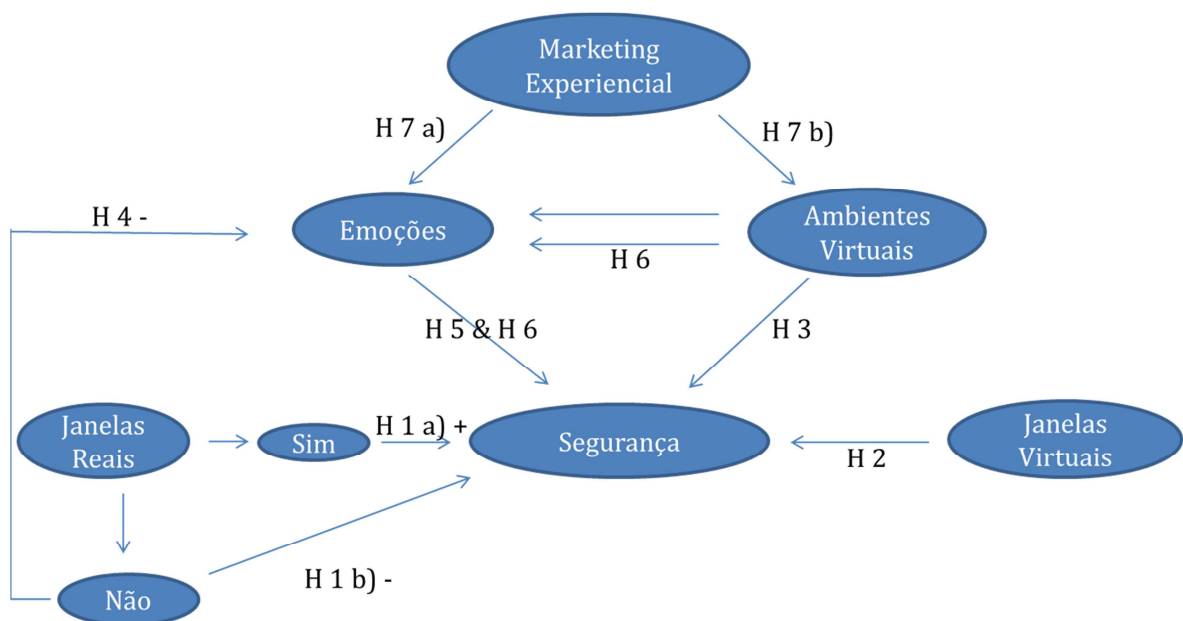 Marketing
Experiencial
H 7 a)
H 7 b)
H 4 -
Emoções
Ambientes
Virtuais
H 6
H 5 & H 6
H 3
Janelas
Reais
Sim
H 1 a) +
Segurança
H 2
Janelas
Virtuais
H 1 b) -
Não